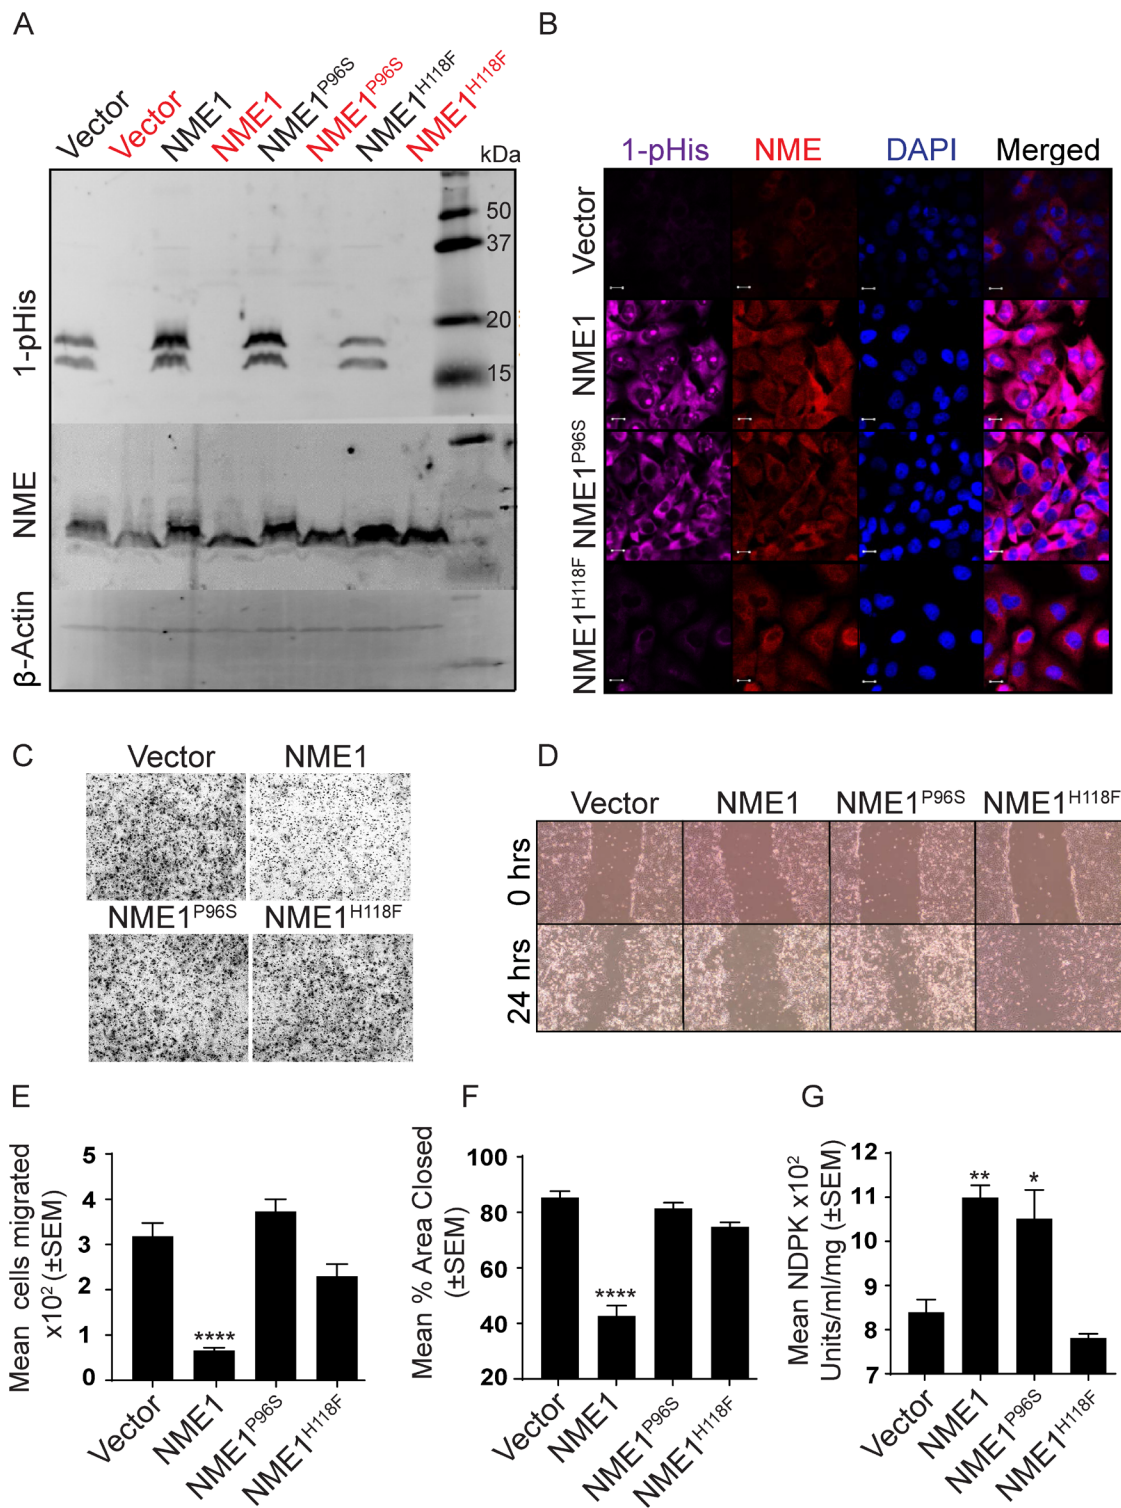 A
Vector
Vector
NME1
NME1
NME1P96S
NME1P96S
NME1H118F
NME1H118F
kDa
50
37
20
15
1-pHis
NME
β-Actin
B
1-pHis
NME
DAPI
Merged
Vector
NME1
NME1P96S
NME1H118F
C
Vector
NME1
NME1P96S
NME1H118F
D
Vector
NME1
NME1P96S
NME1H118F
0 hrs
24 hrs
E
Mean cells migrated
x10² (±SEM)
5
4
3
2
1
0
****
Vector
NME1
NME1P96S
NME1H118F
F
Mean % Area Closed
(±SEM)
100
80
60
40
20
****
Vector
NME1
NME1P96S
NME1H118F
G
Mean NDPK x10²
Units/ml/mg (±SEM)
12
11
10
8
8
7
**
*
Vector
NME1
NME1P96S
NME1H118F